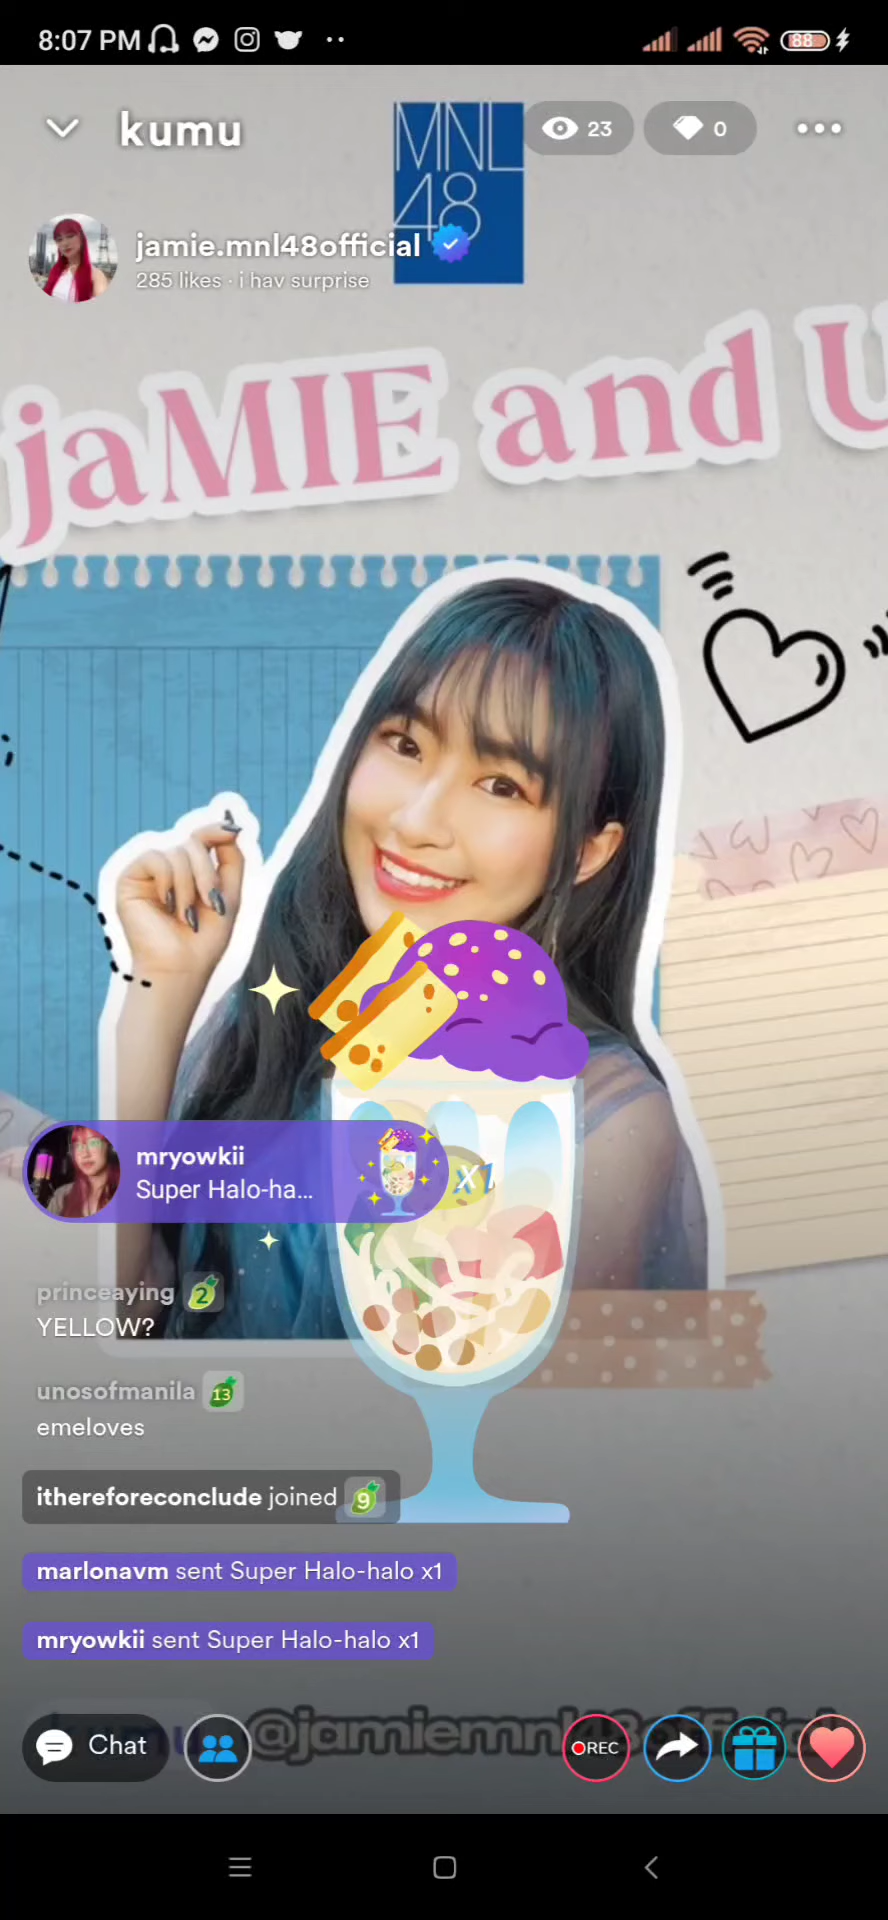 8:07 PM
88
kumu
MNL
48
23
0
jamie.mnl48official
285 likes · i hav surprise
jaMIE and U
mryowkii
Super Halo-ha...
x1
princeaying 2
YELLOW?
unosofmanila 13
emeloves
ithereforeconclude joined 9
marlonavm sent Super Halo-halo x1
mryowkii sent Super Halo-halo x1
kumu @jamiemnl48official
Chat
REC